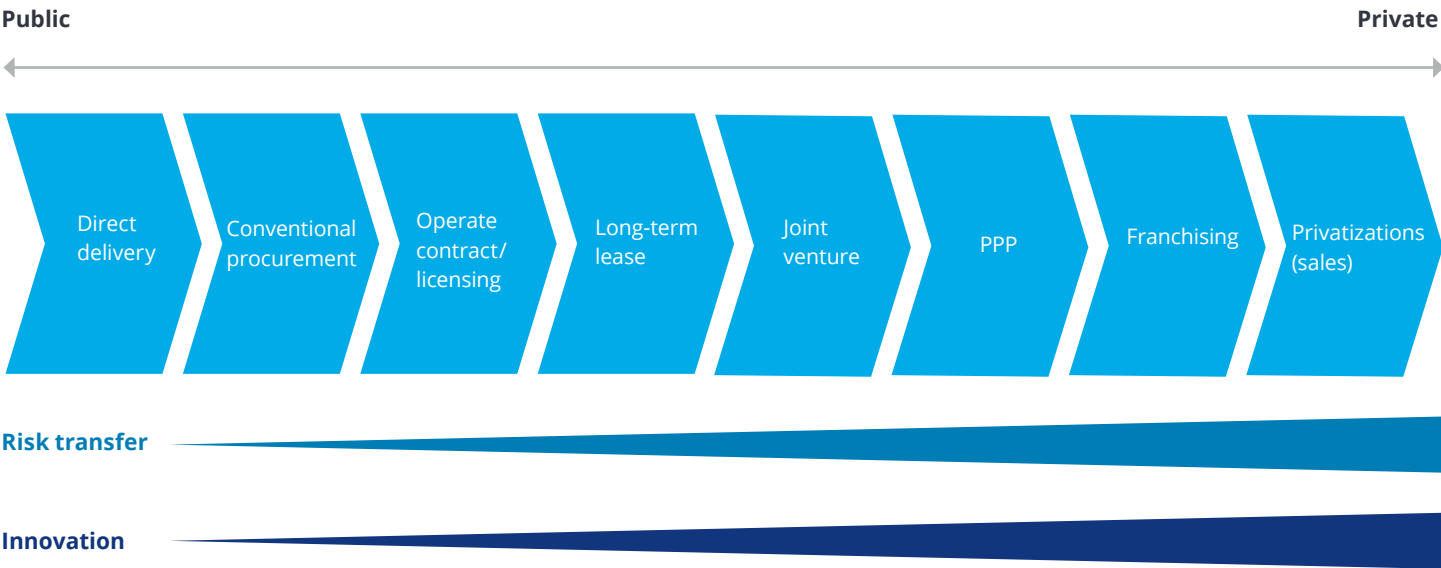 Public
Private
Direct
delivery
Conventional
procurement
Operate
contract/
licensing
Long-term
lease
Joint
venture
PPP
Franchising
Privatizations
(sales)
Risk transfer
Innovation